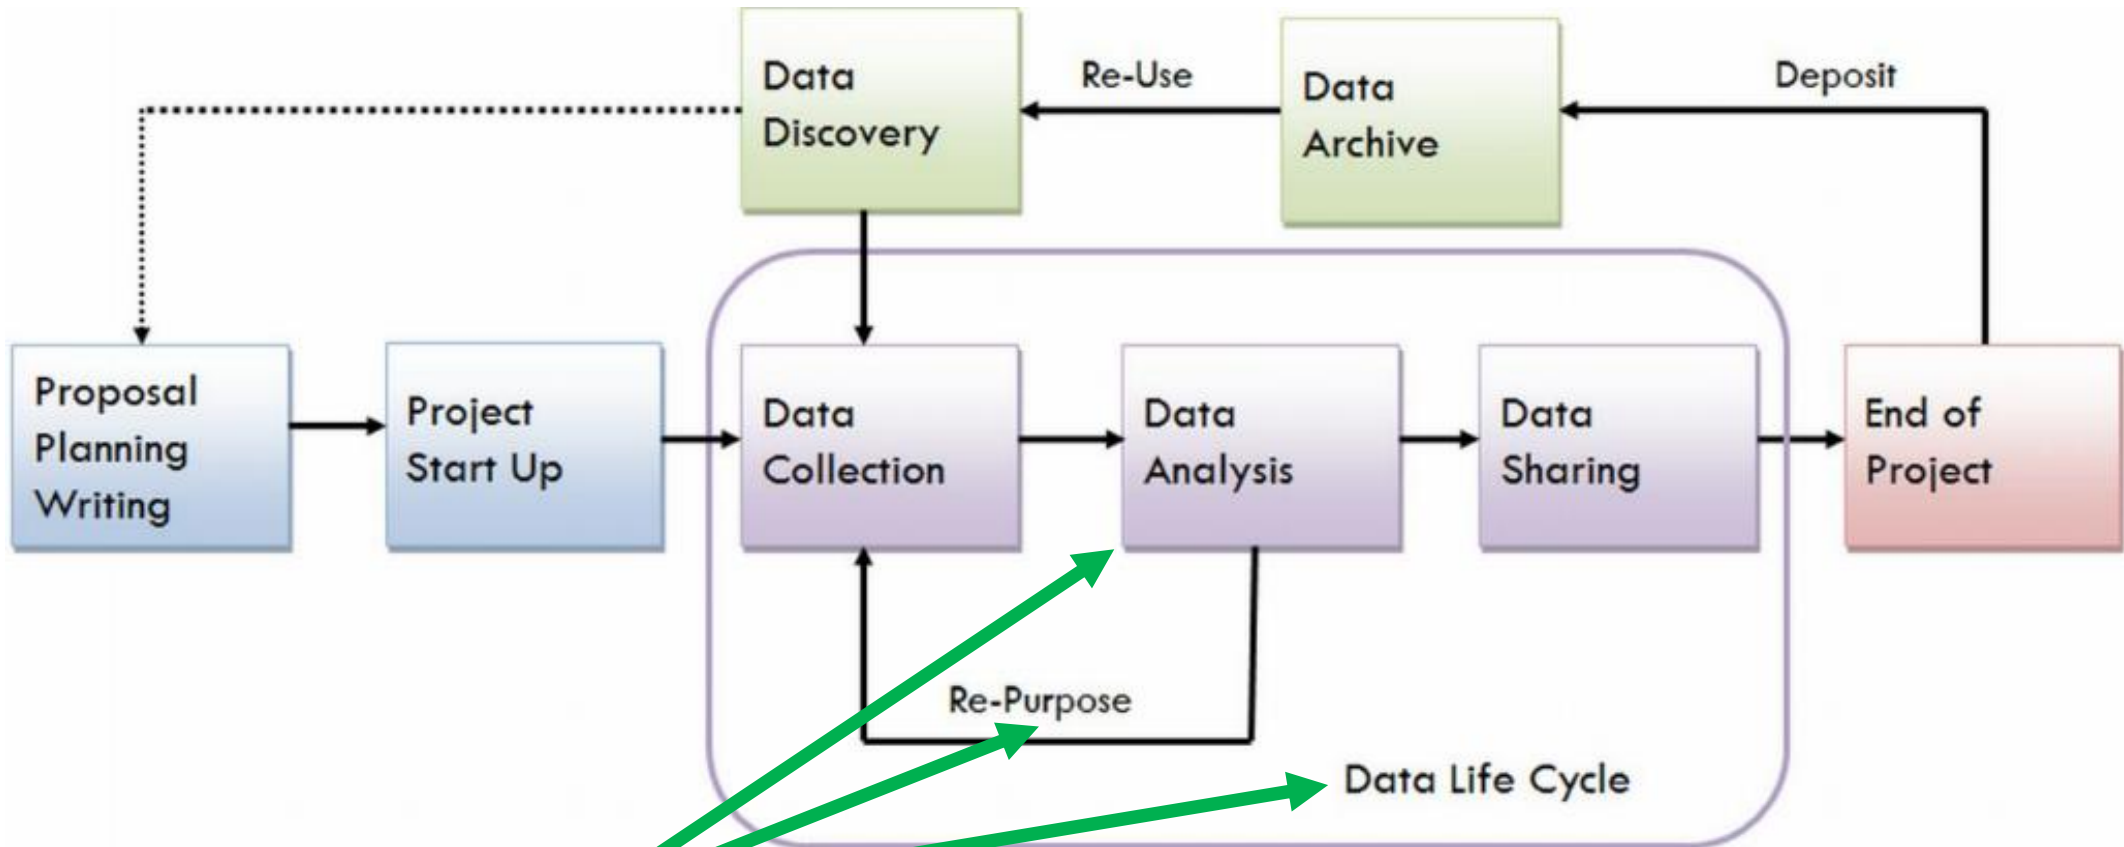 Data
Discovery
Re-Use
Data
Archive
Deposit
Proposal
Planning
Writing
Project
Start Up
Data
Collection
Data
Analysis
Data
Sharing
End of
Project
Re-Purpose
Data Life Cycle